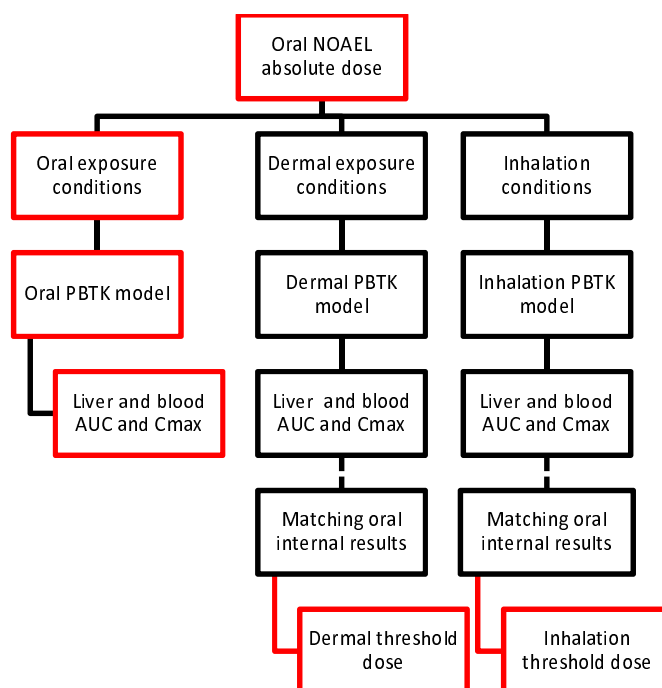 Oral NOAEL
absolute dose
Oral exposure
conditions
Dermal exposure
conditions
Inhalation
conditions
Oral PBTK model
Dermal PBTK
model
Inhalation PBTK
model
Liver and blood
AUC and Cmax
Liver and blood
AUC and Cmax
Liver and blood
AUC and Cmax
Matching oral
internal results
Matching oral
internal results
Dermal threshold
dose
Inhalation
threshold dose